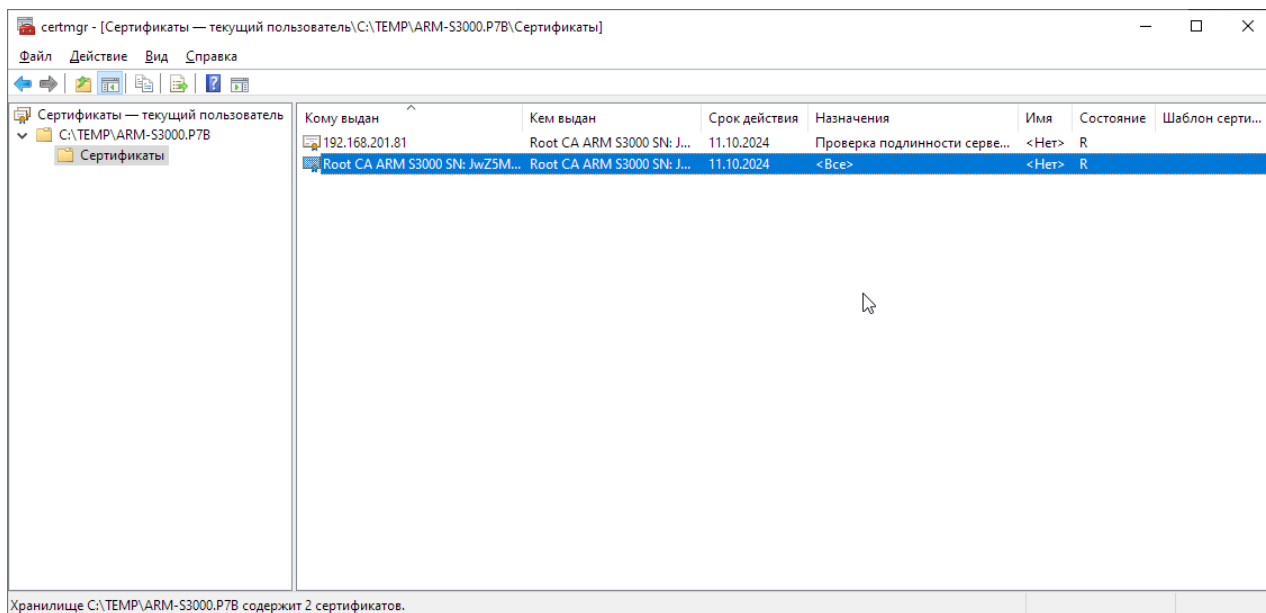 certmgr - [Сертификаты — текущий пользователь\C:\TEMP\ARM-S3000.P7B\Сертификаты]
Файл Действие Вид Справка
Сертификаты — текущий пользователь
C:\TEMP\ARM-S3000.P7B
Сертификаты
Кому выдан Кем выдан Срок действия Назначения Имя Состояние Шаблон серти...
192.168.201.81 Root CA ARM S3000 SN: J... 11.10.2024 Проверка подлинности серве... <Нет> R
Root CA ARM S3000 SN: JwZ5M... Root CA ARM S3000 SN: J... 11.10.2024 <Все> <Нет> R
Хранилище C:\TEMP\ARM-S3000.P7B содержит 2 сертификатов.